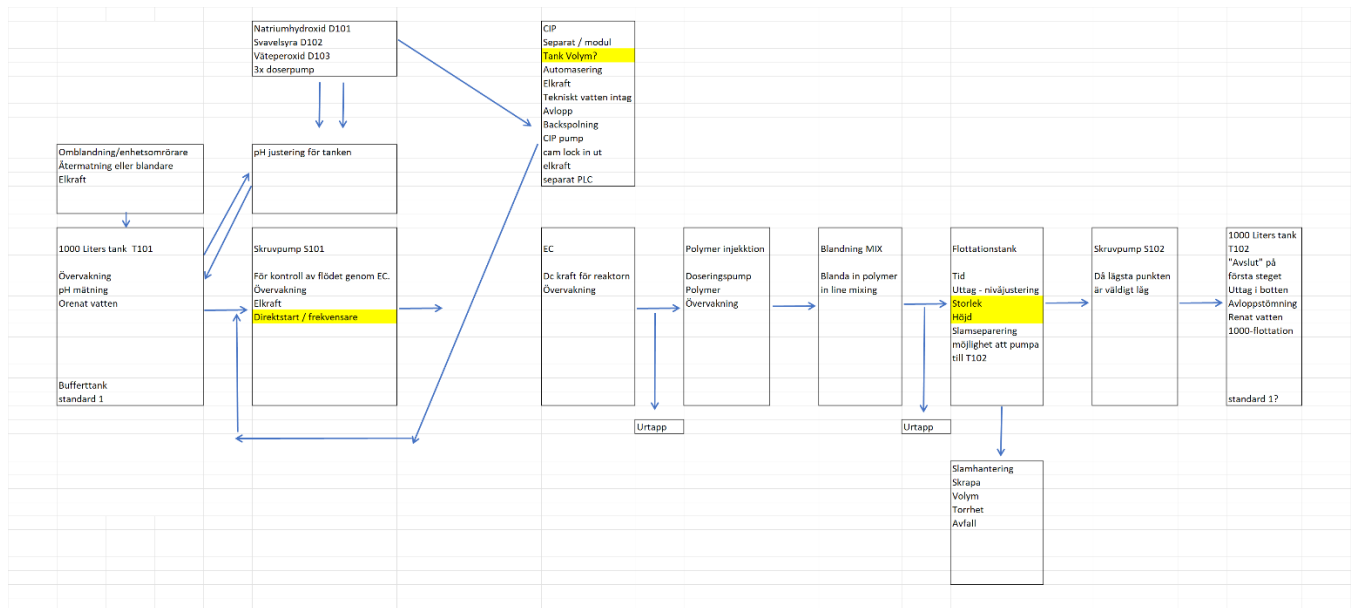 Natriumhydroxid D101
Svavelsyra D102
Väteperoxid D103
3x doserpump
CIP
Separat / modul
Tank Volym?
Automasering
Elkraft
Tekniskt vatten intag
Avlopp
Backspolning
CIP pump
cam lock in ut
elkraft
separat PLC
Omblandning/enhetsomrörare
Återmatning eller blandare
Elkraft
pH justering för tanken
1000 Liters tank  T101
Övervakning
pH mätning
Orenat vatten
Bufferttank
standard 1
Skruvpump S101
För kontroll av flödet genom EC.
Övervakning
Elkraft
Direktstart / frekvensare
EC
Dc kraft för reaktorn
Övervakning
Polymer injekktion
Doseringspump
Polymer
Övervakning
Blandning MIX
Blanda in polymer
in line mixing
Flottationstank
Tid
Uttag - nivåjustering
Storlek
Höjd
Slamseparering
möjlighet att pumpa
till T102
Skruvpump S102
Då lägsta punkten
är väldigt låg
1000 Liters tank
T102
"Avslut" på
första steget
Uttag i botten
Avloppstömning
Renat vatten
1000-flottation
standard 1?
Urtapp
Urtapp
Slamhantering
Skrapa
Volym
Torrhet
Avfall